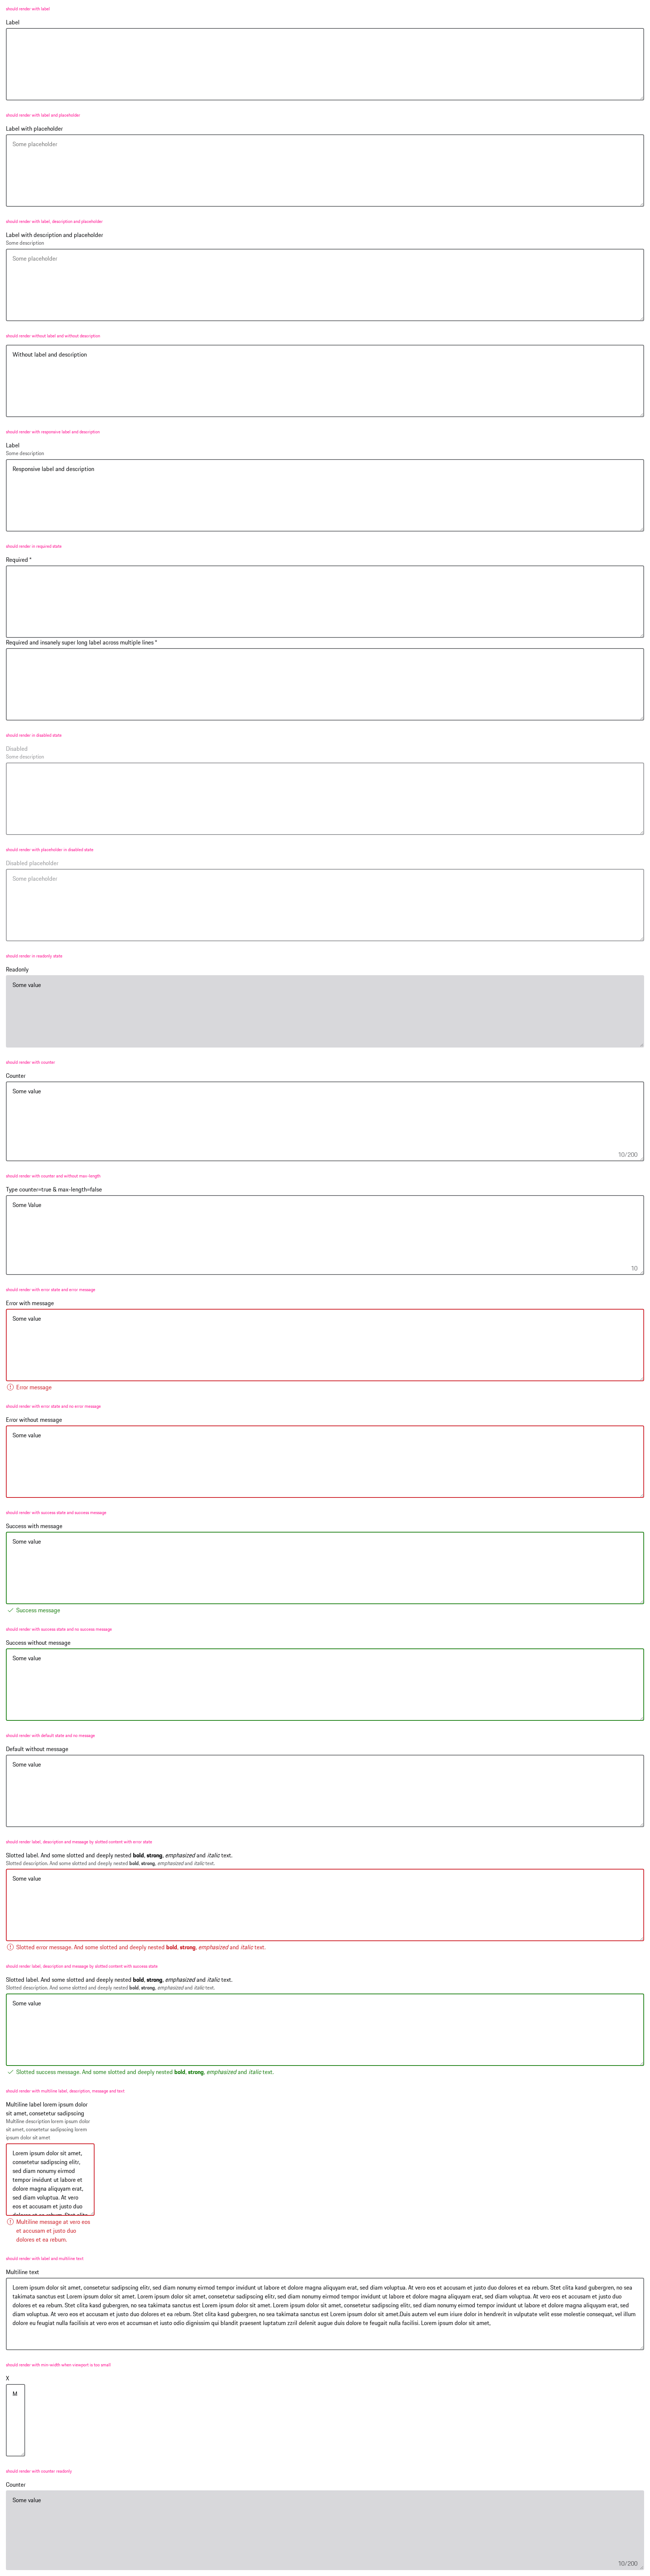 should render with label
Label
should render with label and placeholder
Label with placeholder
Some placeholder
should render with label, description and placeholder
Label with description and placeholder
Some description
Some placeholder
should render without label and without description
Without label and description
should render with responsive label and description
Label
Some description
Responsive label and description
should render in required state
Required *
Required and insanely super long label across multiple lines *
should render in disabled state
Disabled
Some description
should render with placeholder in disabled state
Disabled placeholder
Some placeholder
should render in readonly state
Readonly
Some value
should render with counter
Counter
Some value
10/200
should render with counter and without max-length
Type counter=true & max-length=false
Some Value
10
should render with error state and error message
Error with message
Some value
Error message
should render with error state and no error message
Error without message
Some value
should render with success state and success message
Success with message
Some value
Success message
should render with success state and no success message
Success without message
Some value
should render with default state and no message
Default without message
Some value
should render label, description and message by slotted content with error state
Slotted label. And some slotted and deeply nested bold, strong, emphasized and italic text.
Slotted description. And some slotted and deeply nested bold, strong, emphasized and italic text.
Some value
Slotted error message. And some slotted and deeply nested bold, strong, emphasized and italic text.
should render label, description and message by slotted content with success state
Slotted label. And some slotted and deeply nested bold, strong, emphasized and italic text.
Slotted description. And some slotted and deeply nested bold, strong, emphasized and italic text.
Some value
Slotted success message. And some slotted and deeply nested bold, strong, emphasized and italic text.
should render with multiline label, description, message and text
Multiline label lorem ipsum dolor
sit amet, consetetur sadipscing
Multiline description lorem ipsum dolor
sit amet, consetetur sadipscing lorem
ipsum dolor sit amet
Lorem ipsum dolor sit amet,
consetetur sadipscing elitr,
sed diam nonumy eirmod
tempor invidunt ut labore et
dolore magna aliquyam erat,
sed diam voluptua. At vero
eos et accusam et justo duo
dolores et ea rebum. Stet clita
Multiline message at vero eos
et accusam et justo duo
dolores et ea rebum.
should render with label and multiline text
Multiline text
Lorem ipsum dolor sit amet, consetetur sadipscing elitr, sed diam nonumy eirmod tempor invidunt ut labore et dolore magna aliquyam erat, sed diam voluptua. At vero eos et accusam et justo duo dolores et ea rebum. Stet clita kasd gubergren, no sea
takimata sanctus est Lorem ipsum dolor sit amet. Lorem ipsum dolor sit amet, consetetur sadipscing elitr, sed diam nonumy eirmod tempor invidunt ut labore et dolore magna aliquyam erat, sed diam voluptua. At vero eos et accusam et justo duo
dolores et ea rebum. Stet clita kasd gubergren, no sea takimata sanctus est Lorem ipsum dolor sit amet. Lorem ipsum dolor sit amet, consetetur sadipscing elitr, sed diam nonumy eirmod tempor invidunt ut labore et dolore magna aliquyam erat, sed
diam voluptua. At vero eos et accusam et justo duo dolores et ea rebum. Stet clita kasd gubergren, no sea takimata sanctus est Lorem ipsum dolor sit amet.Duis autem vel eum iriure dolor in hendrerit in vulputate velit esse molestie consequat, vel illum
dolore eu feugiat nulla facilisis at vero eros et accumsan et iusto odio dignissim qui blandit praesent luptatum zzril delenit augue duis dolore te feugait nulla facilisi. Lorem ipsum dolor sit amet,
should render with min-width when viewport is too small
X
M
should render with counter readonly
Counter
Some value
10/200